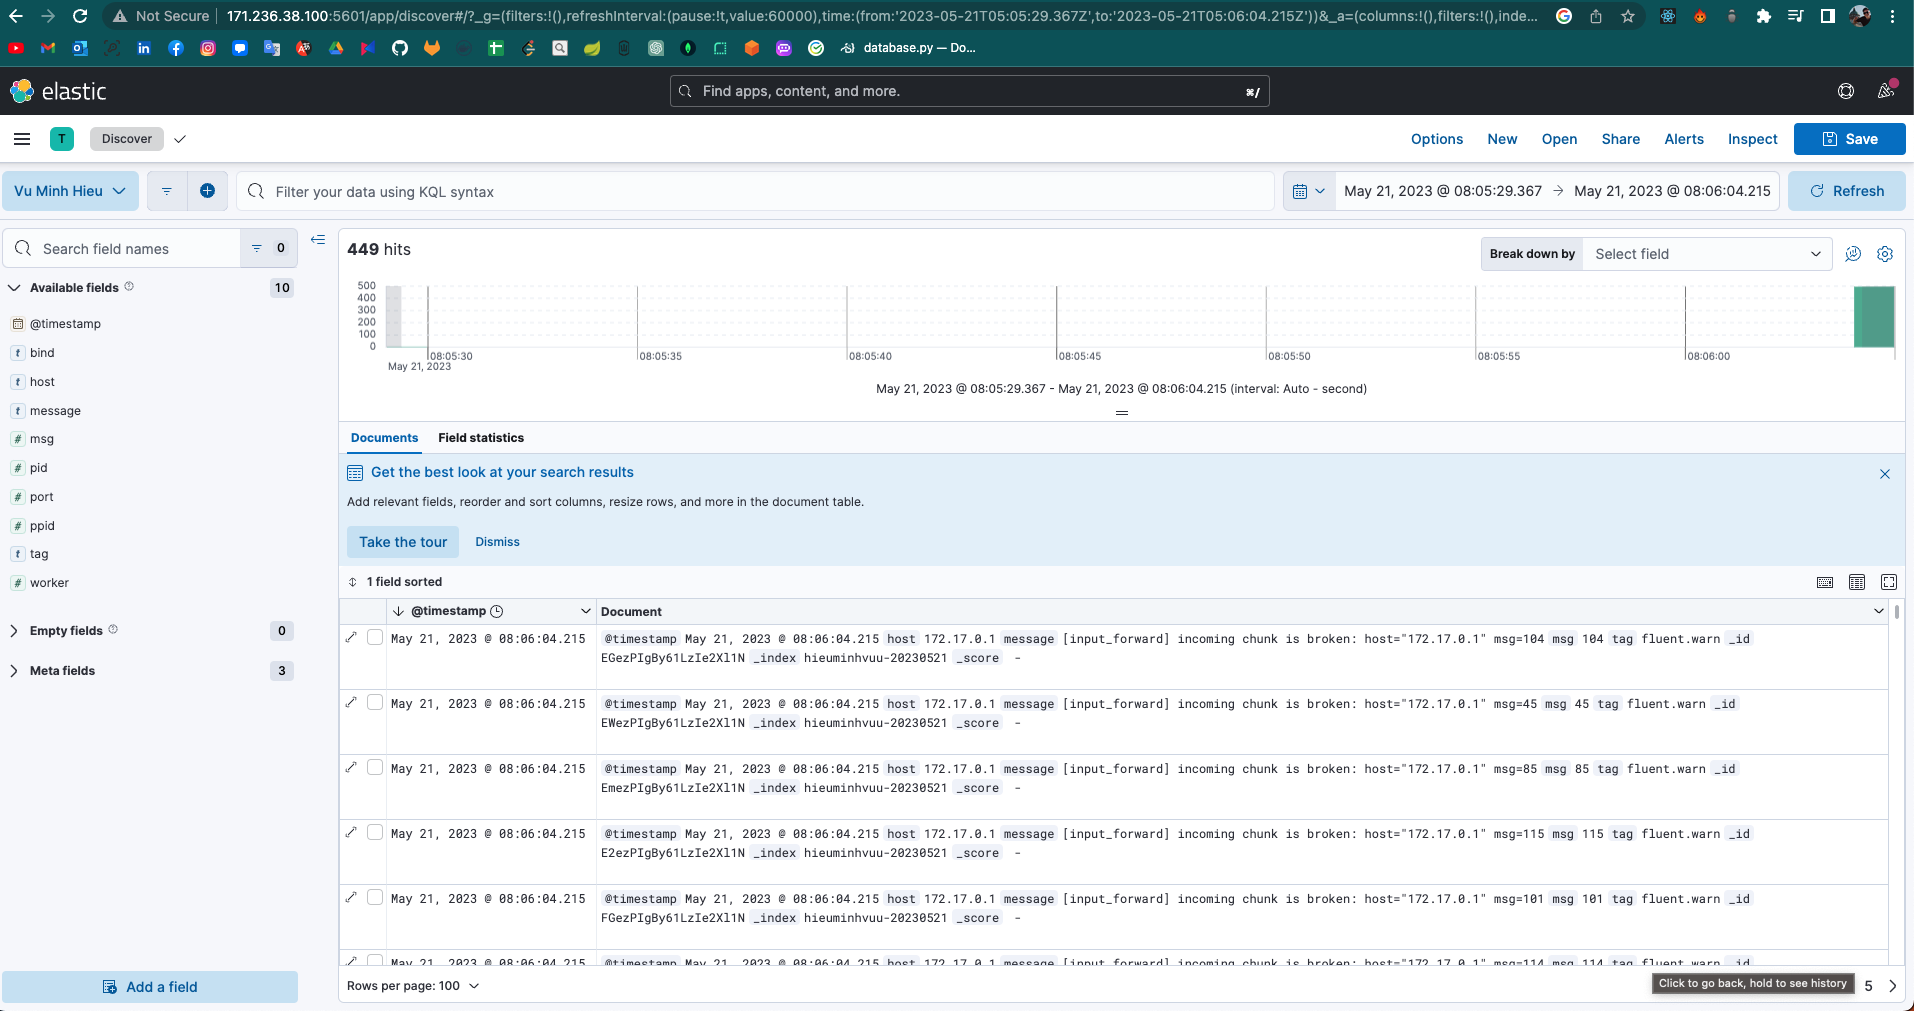 Not Secure 171.236.38.100:5601/app/discover#/?_g=(filters:!(),refreshInterval:(pause:!t,value:60000),time:(from:'2023-05-21T05:05:29.367Z',to:'2023-05-21T05:06:04.215Z'))&_a=(columns:!(),filters:!(),inde...
database.py — Do...
elastic
Find apps, content, and more.
⌘/
T Discover
Options New Open Share Alerts Inspect Save
Vu Minh Hieu
Filter your data using KQL syntax
May 21, 2023 @ 08:05:29.367 → May 21, 2023 @ 08:06:04.215
Refresh
Search field names 0
Available fields 10
@timestamp
t bind
t host
t message
# msg
# pid
# port
# ppid
t tag
# worker
Empty fields 0
Meta fields 3
Add a field
449 hits
Break down by Select field
500
400
300
200
100
0
08:05:30 08:05:35 08:05:40 08:05:45 08:05:50 08:05:55 08:06:00
May 21, 2023
May 21, 2023 @ 08:05:29.367 - May 21, 2023 @ 08:06:04.215 (interval: Auto - second)
Documents Field statistics
Get the best look at your search results
Add relevant fields, reorder and sort columns, resize rows, and more in the document table.
Take the tour Dismiss
1 field sorted
@timestamp Document
May 21, 2023 @ 08:06:04.215 @timestamp May 21, 2023 @ 08:06:04.215 host 172.17.0.1 message [input_forward] incoming chunk is broken: host="172.17.0.1" msg=104 msg 104 tag fluent.warn _id
EGezPIgBy61LzIe2Xl1N _index hieuminhvuu-20230521 _score -
May 21, 2023 @ 08:06:04.215 @timestamp May 21, 2023 @ 08:06:04.215 host 172.17.0.1 message [input_forward] incoming chunk is broken: host="172.17.0.1" msg=45 msg 45 tag fluent.warn _id
EWezPIgBy61LzIe2Xl1N _index hieuminhvuu-20230521 _score -
May 21, 2023 @ 08:06:04.215 @timestamp May 21, 2023 @ 08:06:04.215 host 172.17.0.1 message [input_forward] incoming chunk is broken: host="172.17.0.1" msg=85 msg 85 tag fluent.warn _id
EmezPIgBy61LzIe2Xl1N _index hieuminhvuu-20230521 _score -
May 21, 2023 @ 08:06:04.215 @timestamp May 21, 2023 @ 08:06:04.215 host 172.17.0.1 message [input_forward] incoming chunk is broken: host="172.17.0.1" msg=115 msg 115 tag fluent.warn _id
E2ezPIgBy61LzIe2Xl1N _index hieuminhvuu-20230521 _score -
May 21, 2023 @ 08:06:04.215 @timestamp May 21, 2023 @ 08:06:04.215 host 172.17.0.1 message [input_forward] incoming chunk is broken: host="172.17.0.1" msg=101 msg 101 tag fluent.warn _id
FGezPIgBy61LzIe2Xl1N _index hieuminhvuu-20230521 _score -
May 21, 2023 @ 08:06:04.215 @timestamp May 21, 2023 @ 08:06:04.215 host 172.17.0.1 message [input_forward] incoming chunk is broken: host="172.17.0.1" msg=114 msg 114 tag fluent.warn _id
Rows per page: 100
Click to go back, hold to see history
5